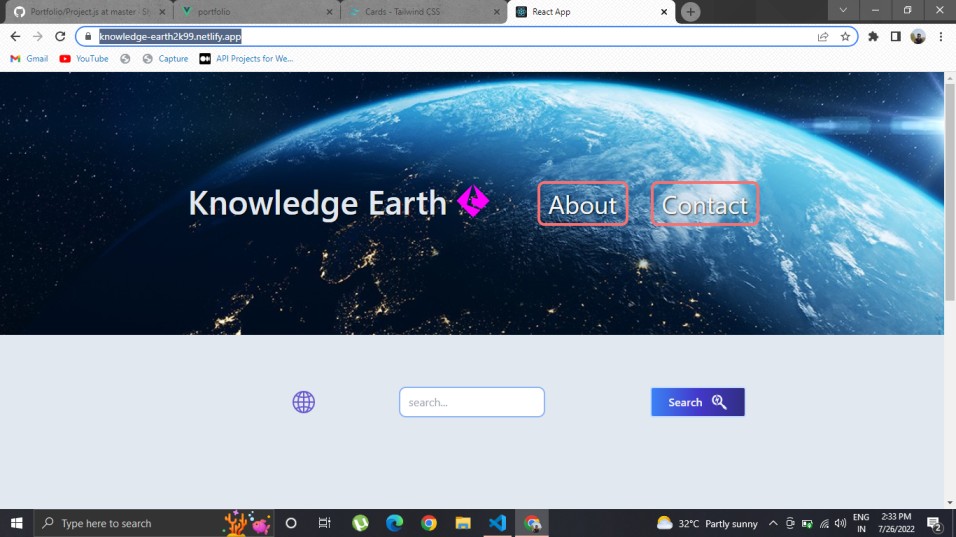 Portfolio/Project.js at master · S
portfolio
Cards - Tailwind CSS
React App
knowledge-earth2k99.netlify.app
Gmail
YouTube
Capture
API Projects for We...
Knowledge Earth
About
Contact
search...
Search
Type here to search
32°C Partly sunny
ENG
IN
2:33 PM
7/26/2022
2